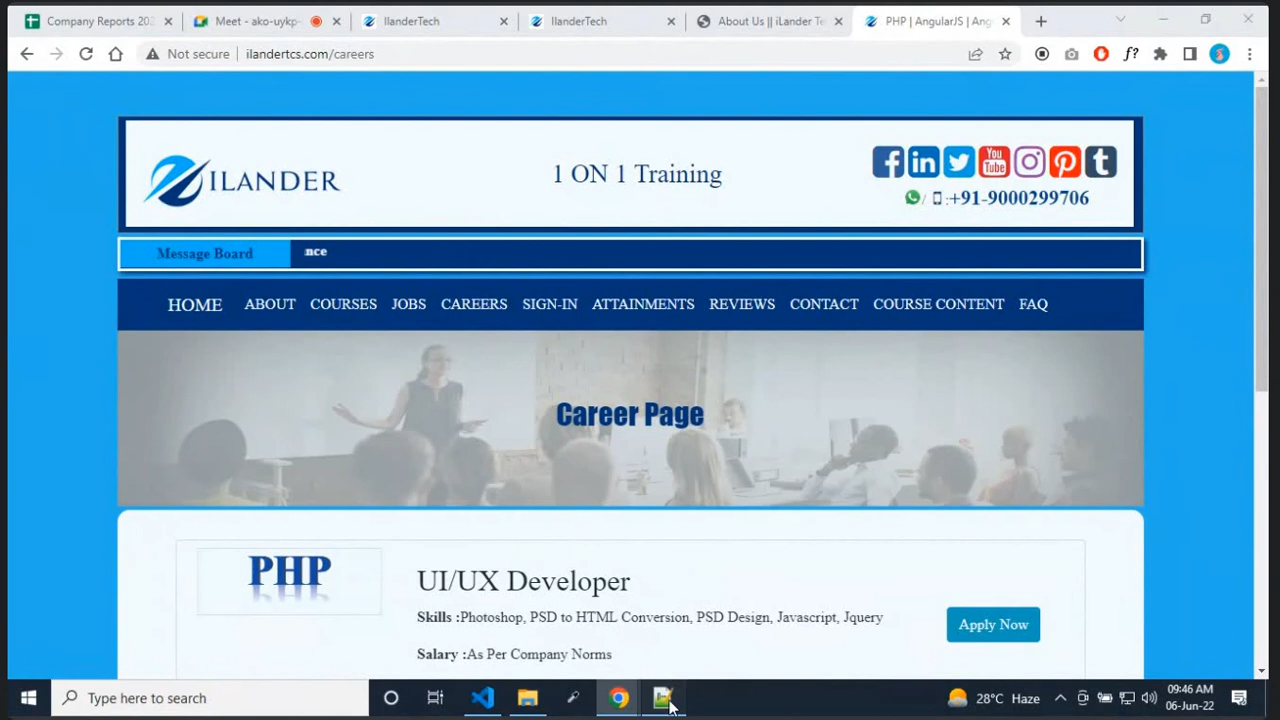 Company Reports 202
Meet - ako-uykp-
IlanderTech
IlanderTech
About Us || iLander Te
PHP | AngularJS | Ang
Not secure
ilandertcs.com/careers
f?
ILANDER
1 ON 1 Training
You
Tube
/ :+91-9000299706
Message Board
nce
HOME ABOUT COURSES JOBS CAREERS SIGN-IN ATTAINMENTS REVIEWS CONTACT COURSE CONTENT FAQ
Career Page
PHP
UI/UX Developer
Skills :Photoshop, PSD to HTML Conversion, PSD Design, Javascript, Jquery
Apply Now
Salary :As Per Company Norms
Type here to search
28°C Haze
09:46 AM
06-Jun-22